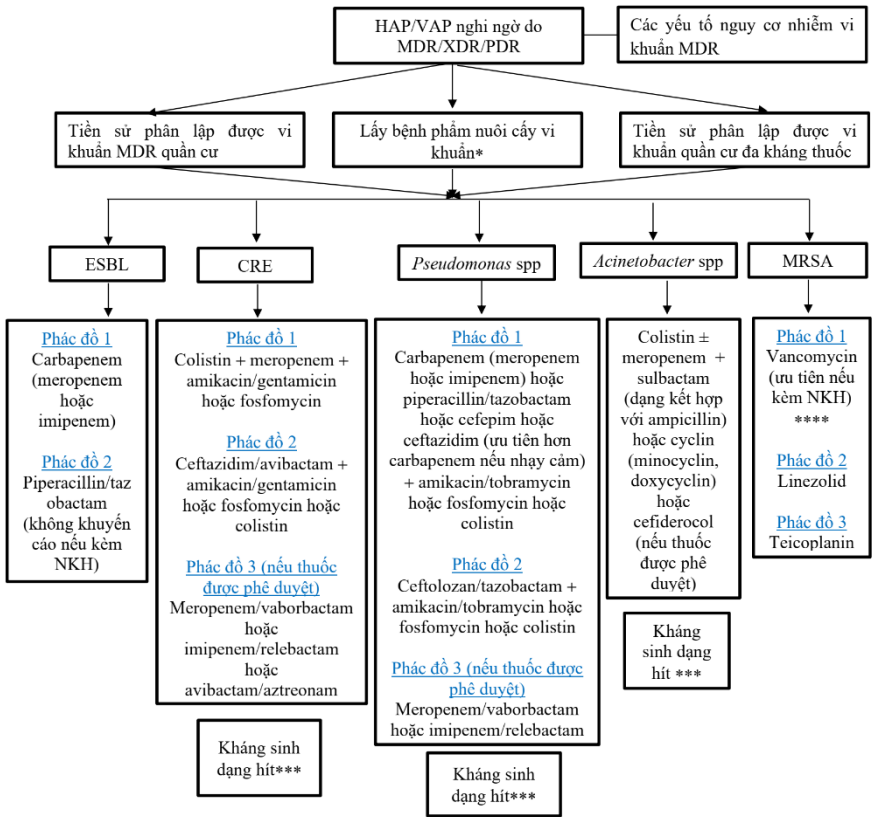 HAP/VAP nghi ngờ do
MDR/XDR/PDR
Các yếu tố nguy cơ nhiễm vi
khuẩn MDR
Tiền sử phân lập được vi
khuẩn MDR quần cư
Lấy bệnh phẩm nuôi cấy vi
khuẩn*
Tiền sử phân lập được vi
khuẩn quần cư đa kháng thuốc
ESBL
CRE
Pseudomonas spp
Acinetobacter spp
MRSA
Phác đồ 1
Carbapenem
(meropenem
hoặc
imipenem)
Phác đồ 2
Piperacillin/taz
obactam
(không khuyến
cáo nếu kèm
NKH)
Phác đồ 1
Colistin + meropenem +
amikacin/gentamicin
hoặc fosfomycin
Phác đồ 2
Ceftazidim/avibactam +
amikacin/gentamicin
hoặc fosfomycin hoặc
colistin
Phác đồ 3 (nếu thuốc
được phê duyệt)
Meropenem/vaborbactam
hoặc
imipenem/relebactam
hoặc
avibactam/aztreonam
Kháng sinh
dạng hít***
Phác đồ 1
Carbapenem (meropenem
hoặc imipenem) hoặc
piperacillin/tazobactam
hoặc cefepim hoặc
ceftazidim (ưu tiên hơn
carbapenem nếu nhạy cảm)
+ amikacin/tobramycin
hoặc fosfomycin hoặc
colistin
Phác đồ 2
Ceftolozan/tazobactam +
amikacin/tobramycin hoặc
fosfomycin hoặc colistin
Phác đồ 3 (nếu thuốc được
phê duyệt)
Meropenem/vaborbactam
hoặc imipenem/relebactam
Kháng sinh
dạng hít***
Colistin ±
meropenem +
sulbactam
(dạng kết hợp
với ampicillin)
hoặc cyclin
(minocyclin,
doxycyclin)
hoặc
cefiderocol
(nếu thuốc
được phê
duyệt)
Kháng
sinh dạng
hít ***
Phác đồ 1
Vancomycin
(ưu tiên nếu
kèm NKH)
****
Phác đồ 2
Linezolid
Phác đồ 3
Teicoplanin